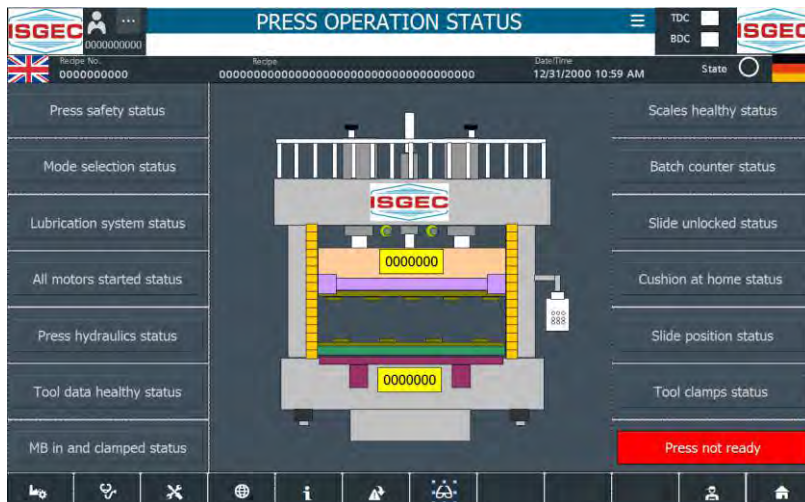 ISGEC
...
0000000000
PRESS OPERATION STATUS
TDC
BDC
ISGEC
Recipe No.
0000000000
Recipe
0000000000000000000000000000000000000000
Date/Time
12/31/2000 10:59 AM
State
Press safety status
Scales healthy status
Mode selection status
Batch counter status
ISGEC
Lubrication system status
Slide unlocked status
0000000
All motors started status
Cushion at home status
Press hydraulics status
Slide position status
0000000
Tool data healthy status
Tool clamps status
MB in and clamped status
Press not ready